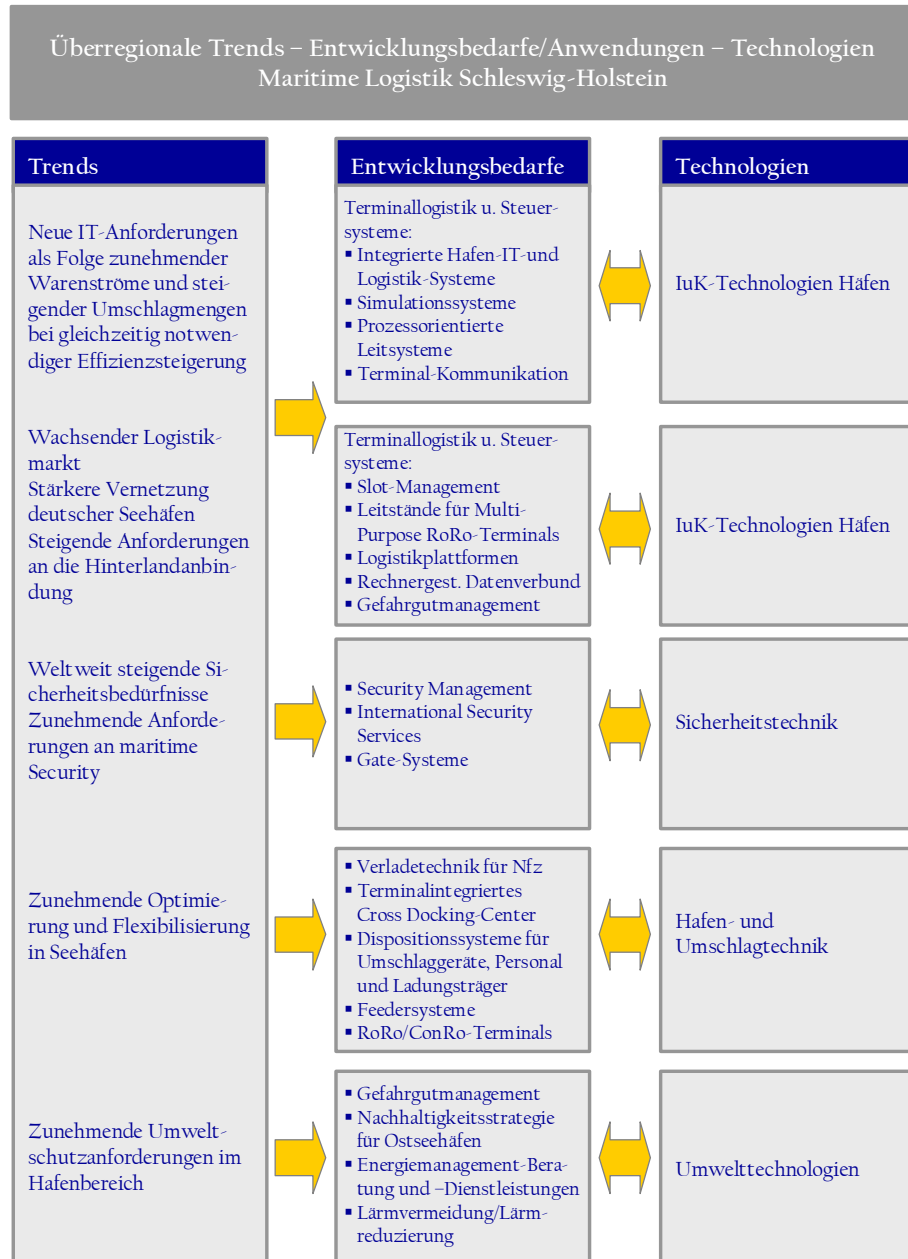 Überregionale Trends – Entwicklungsbedarfe/Anwendungen – Technologien
Maritime Logistik Schleswig-Holstein
Trends
Neue IT-Anforderungen
als Folge zunehmender
Warenströme und stei-
gender Umschlagmengen
bei gleichzeitig notwen-
diger Effizienzsteigerung
Wachsender Logistik-
markt
Stärkere Vernetzung
deutscher Seehäfen
Steigende Anforderungen
an die Hinterlandanbin-
dung
Weltweit steigende Si-
cherheitsbedürfnisse
Zunehmende Anforde-
rungen an maritime
Security
Zunehmende Optimie-
rung und Flexibilisierung
in Seehäfen
Zunehmende Umwelt-
schutzanforderungen im
Hafenbereich
Entwicklungsbedarfe
Terminallogistik u. Steuer-
systeme:
▪ Integrierte Hafen-IT-und
Logistik-Systeme
▪ Simulationssysteme
▪ Prozessorientierte
Leitsysteme
▪ Terminal-Kommunikation
Terminallogistik u. Steuer-
systeme:
▪ Slot-Management
▪ Leitstände für Multi-
Purpose RoRo-Terminals
▪ Logistikplattformen
▪ Rechnergest. Datenverbund
▪ Gefahrgutmanagement
▪ Security Management
▪ International Security
Services
▪ Gate-Systeme
▪ Verladetechnik für Nfz
▪ Terminalintegriertes
Cross Docking-Center
▪ Dispositionssysteme für
Umschlaggeräte, Personal
und Ladungsträger
▪ Feedersysteme
▪ RoRo/ConRo-Terminals
▪ Gefahrgutmanagement
▪ Nachhaltigkeitsstrategie
für Ostseehäfen
▪ Energiemanagement-Bera-
tung und –Dienstleistungen
▪ Lärmvermeidung/Lärm-
reduzierung
Technologien
IuK-Technologien Häfen
IuK-Technologien Häfen
Sicherheitstechnik
Hafen- und
Umschlagtechnik
Umwelttechnologien